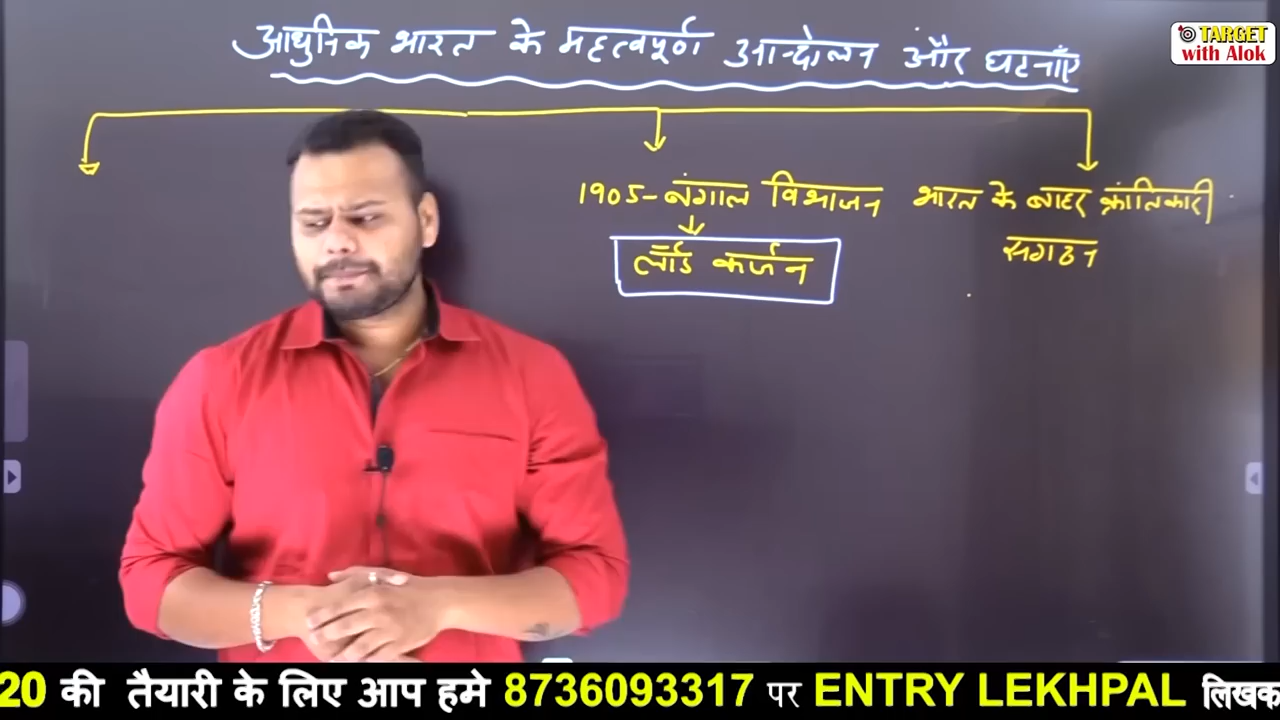 TARGET
with Alok
आधुनिक भारत के महत्वपूर्ण आन्दोलन और घटनाएँ
1905-बंगाल विभाजन
लॉर्ड कर्जन
भारत के बाहर क्रांतिकारी
सगठन
20 की तैयारी के लिए आप हमे 8736093317 पर ENTRY LEKHPAL लिखक